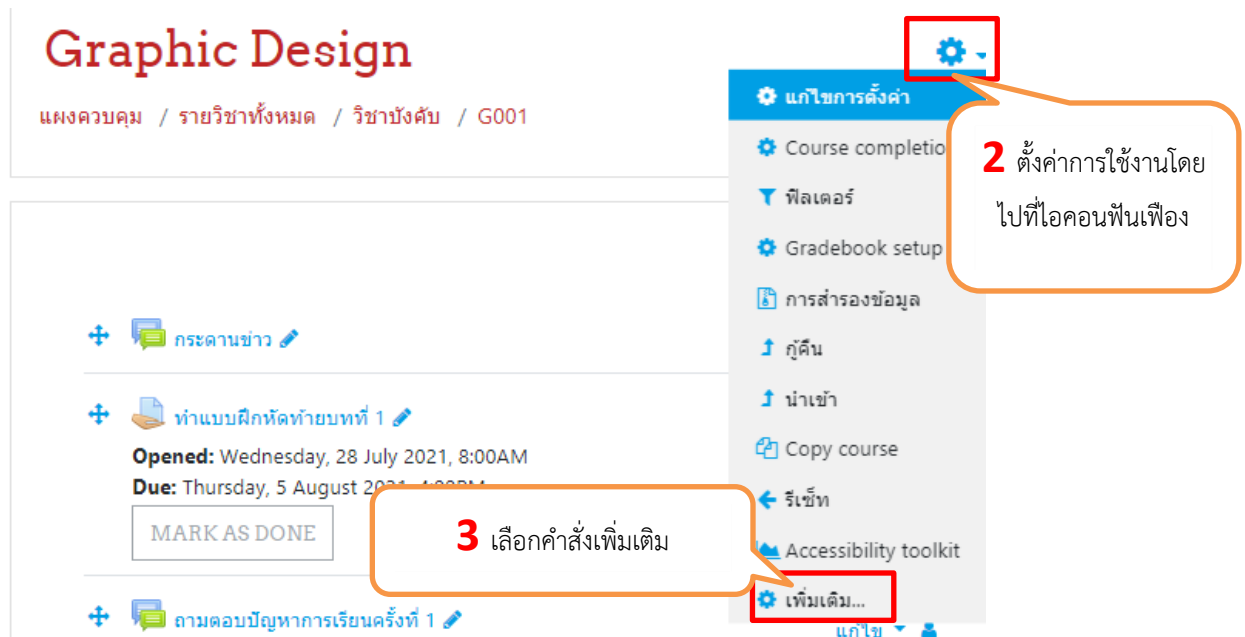 Graphic Design
แผงควบคุม / รายวิชาทั้งหมด / วิชาบังคับ / G001
แก้ไขการตั้งค่า
Course completio
ฟิลเตอร์
Gradebook setup
การสำรองข้อมูล
กู้คืน
นำเข้า
Copy course
รีเซ็ท
Accessibility toolkit
เพิ่มเติม...
2 ตั้งค่าการใช้งานโดย
ไปที่ไอคอนฟันเฟือง
กระดานข่าว
ทำแบบฝึกหัดท้ายบทที่ 1
Opened: Wednesday, 28 July 2021, 8:00AM
Due: Thursday, 5 August
MARK AS DONE
3 เลือกคำสั่งเพิ่มเติม
ถามตอบปัญหาการเรียนครั้งที่ 1
แก้ไข